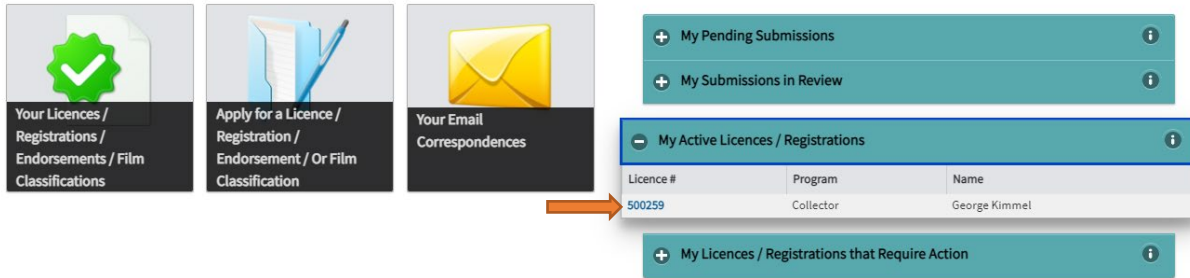 Your Licences /
Registrations /
Endorsements / Film
Classifications
Apply for a Licence /
Registration /
Endorsement / Or Film
Classification
Your Email
Correspondences
My Pending Submissions
My Submissions in Review
My Active Licences / Registrations
Licence # Program Name
500259 Collector George Kimmel
My Licences / Registrations that Require Action